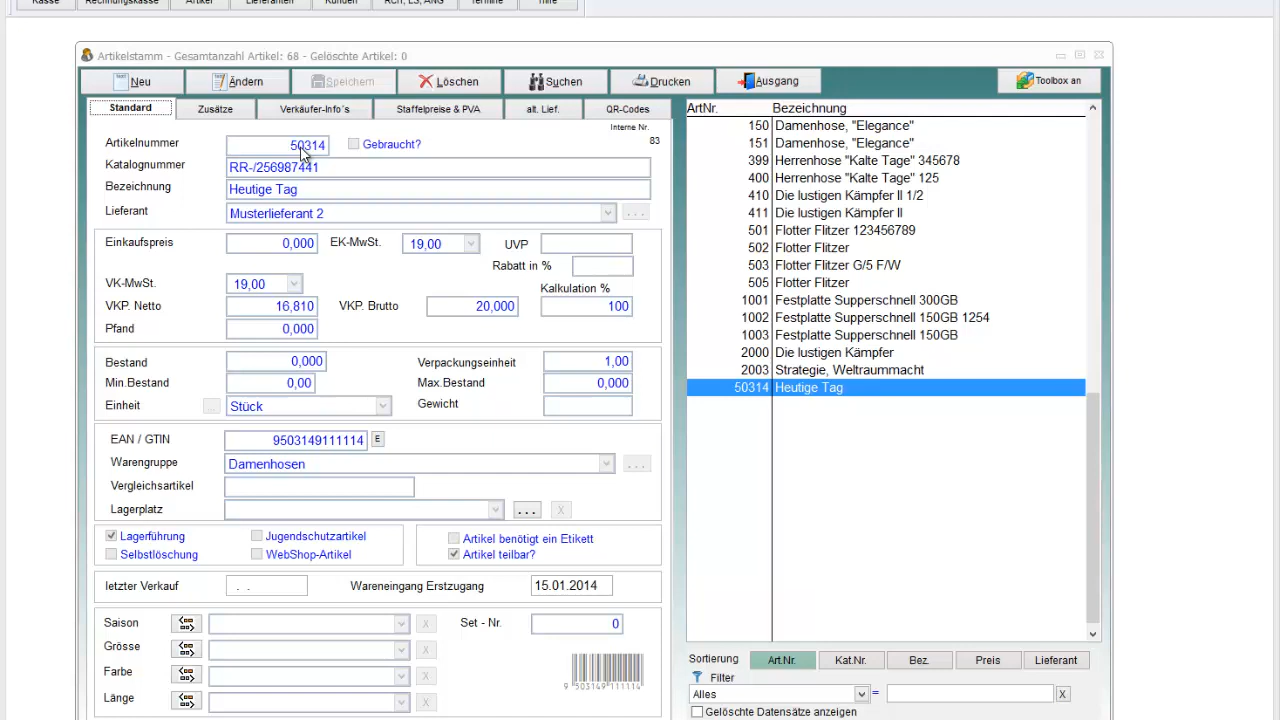 Kasse Rechnungskasse Artikel Lieferanten Kunden RCH, LS, ANG Termine Hilfe
Artikelstamm - Gesamtanzahl Artikel: 68 - Gelöschte Artikel: 0
Neu Ändern Speichern Löschen Suchen Drucken Ausgang Toolbox an
Standard Zusätze Verkäufer-Info´s Staffelpreise & PVA alt. Lief. QR-Codes
Interne Nr.
83
Artikelnummer 50314 Gebraucht?
Katalognummer RR-/256987441
Bezeichnung Heutige Tag
Lieferant Musterlieferant 2 ...
Einkaufspreis 0,000 EK-MwSt. 19,00 UVP
Rabatt in %
VK-MwSt. 19,00 Kalkulation %
VKP. Netto 16,810 VKP. Brutto 20,000 100
Pfand 0,000
Bestand 0,000 Verpackungseinheit 1,00
Min.Bestand 0,00 Max.Bestand 0,000
Einheit ... Stück Gewicht
EAN / GTIN 9503149111114 E
Warengruppe Damenhosen ...
Vergleichsartikel
Lagerplatz ... X
Lagerführung Jugendschutzartikel Artikel benötigt ein Etikett
Selbstlöschung WebShop-Artikel Artikel teilbar?
letzter Verkauf . . Wareneingang Erstzugang 15.01.2014
Saison X Set - Nr. 0
Grösse X
Farbe X
Länge X
9 503149 111114
ArtNr. Bezeichnung
150 Damenhose, "Elegance"
151 Damenhose, "Elegance"
399 Herrenhose "Kalte Tage" 345678
400 Herrenhose "Kalte Tage" 125
410 Die lustigen Kämpfer II 1/2
411 Die lustigen Kämpfer II
501 Flotter Flitzer 123456789
502 Flotter Flitzer
503 Flotter Flitzer G/5 F/W
505 Flotter Flitzer
1001 Festplatte Supperschnell 300GB
1002 Festplatte Supperschnell 150GB 1254
1003 Festplatte Supperschnell 150GB
2000 Die lustigen Kämpfer
2003 Strategie, Weltraummacht
50314 Heutige Tag
Sortierung Art.Nr. Kat.Nr. Bez. Preis Lieferant
Filter
Alles = X
Gelöschte Datensätze anzeigen